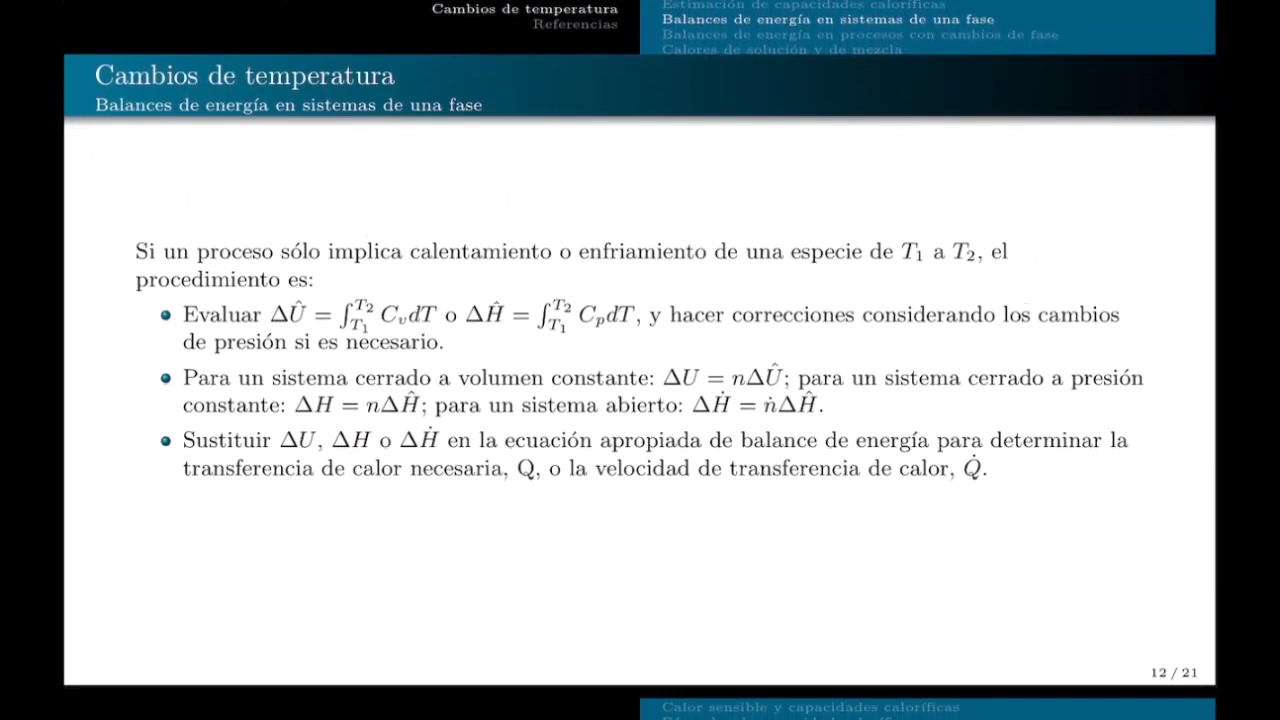 Cambios de temperatura
Referencias
Estimación de capacidades caloríficas
Balances de energía en sistemas de una fase
Balances de energía en procesos con cambios de fase
Calores de solución y de mezcla
Cambios de temperatura
Balances de energía en sistemas de una fase
Si un proceso sólo implica calentamiento o enfriamiento de una especie de T₁ a T₂, el
procedimiento es:
Evaluar ΔÛ = ∫_{T₁}^{T₂} C_v dT o ΔĤ = ∫_{T₁}^{T₂} C_p dT, y hacer correcciones considerando los cambios
de presión si es necesario.
Para un sistema cerrado a volumen constante: ΔU = nΔÛ; para un sistema cerrado a presión
constante: ΔH = nΔĤ; para un sistema abierto: ΔḢ = ṅΔĤ.
Sustituir ΔU, ΔH o ΔḢ en la ecuación apropiada de balance de energía para determinar la
transferencia de calor necesaria, Q, o la velocidad de transferencia de calor, Q̇.
12 / 21
Calor sensible y capacidades caloríficas